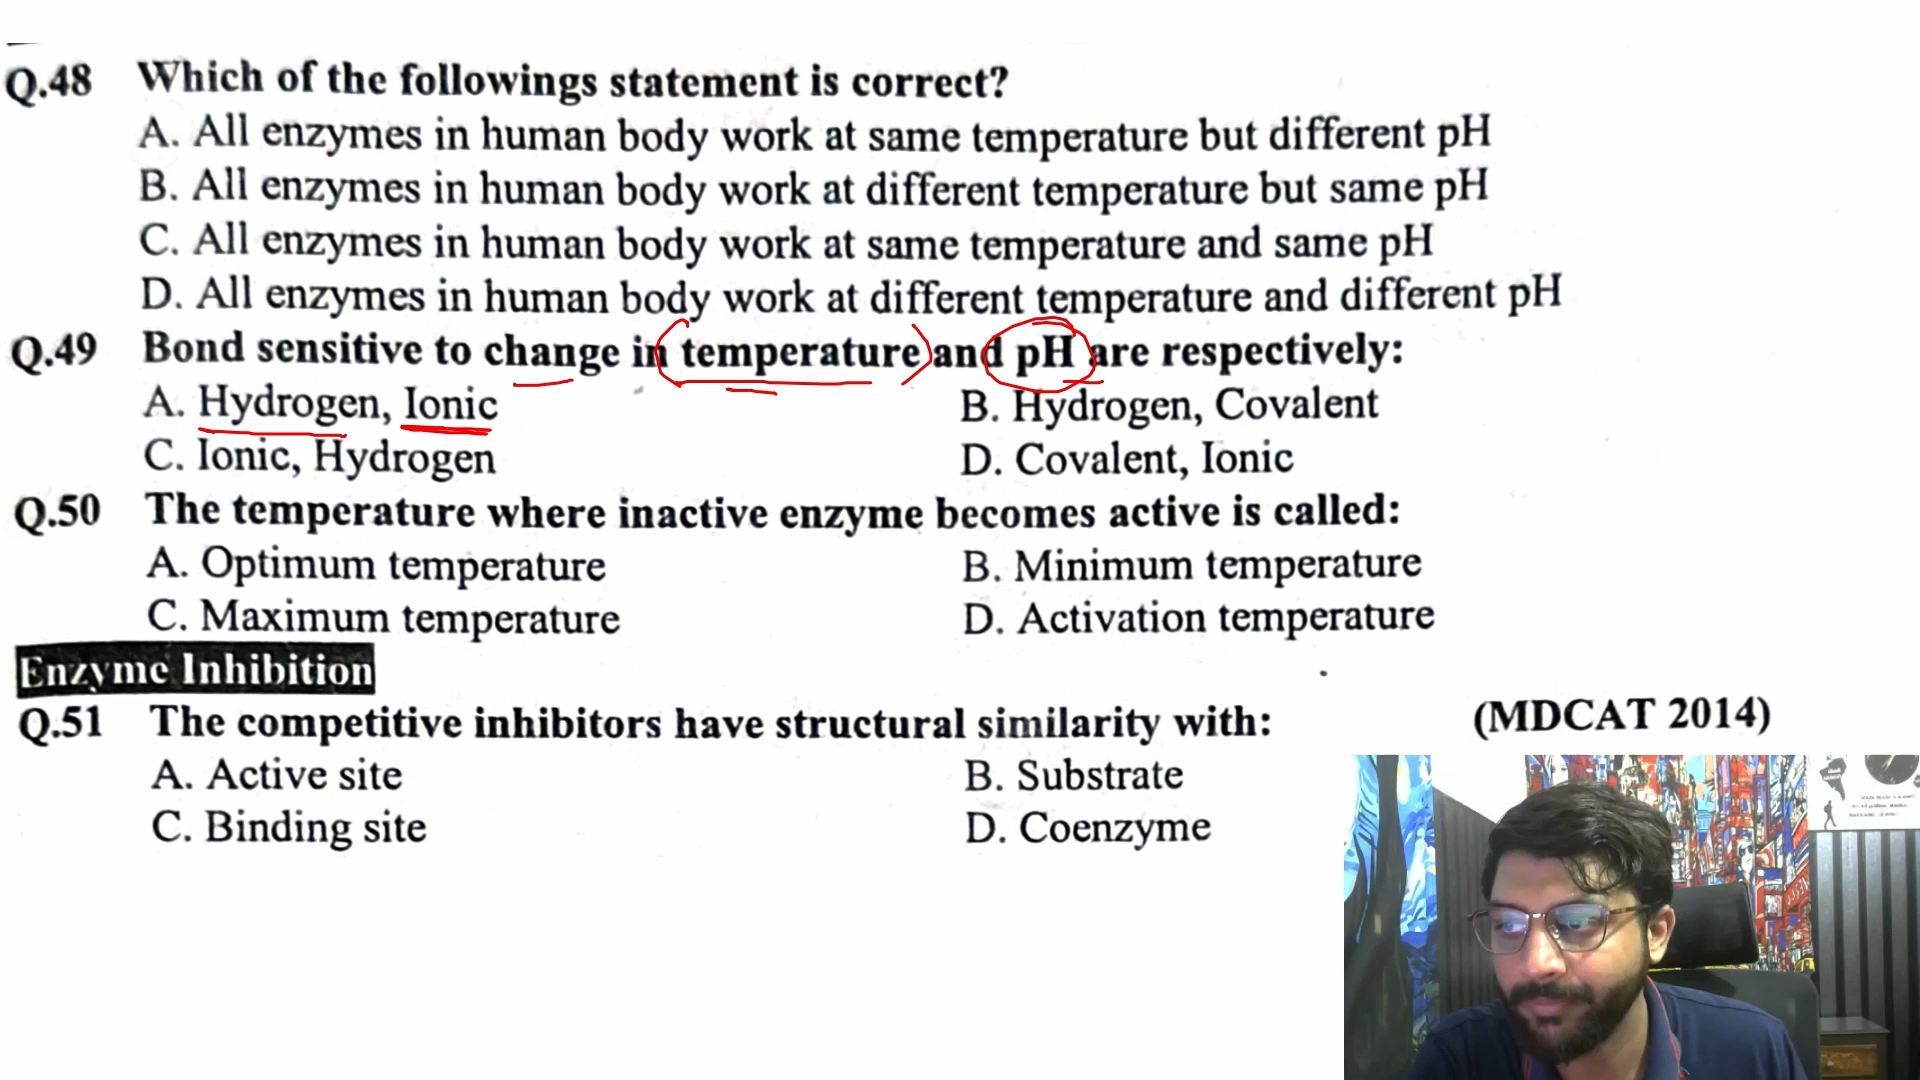 Q.48 Which of the followings statement is correct?
A. All enzymes in human body work at same temperature but different pH
B. All enzymes in human body work at different temperature but same pH
C. All enzymes in human body work at same temperature and same pH
D. All enzymes in human body work at different temperature and different pH
Q.49 Bond sensitive to change in temperature and pH are respectively:
A. Hydrogen, Ionic B. Hydrogen, Covalent
C. Ionic, Hydrogen D. Covalent, Ionic
Q.50 The temperature where inactive enzyme becomes active is called:
A. Optimum temperature B. Minimum temperature
C. Maximum temperature D. Activation temperature
Enzyme Inhibition
Q.51 The competitive inhibitors have structural similarity with: (MDCAT 2014)
A. Active site B. Substrate
C. Binding site D. Coenzyme